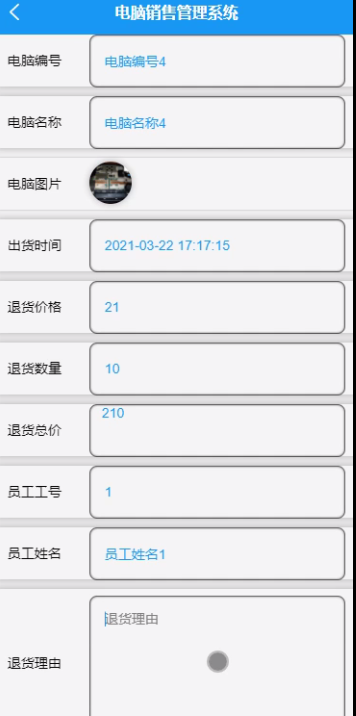 电脑销售管理系统
电脑编号 电脑编号4
电脑名称 电脑名称4
电脑图片
出货时间 2021-03-22 17:17:15
退货价格 21
退货数量 10
退货总价 210
员工工号 1
员工姓名 员工姓名1
退货理由 退货理由